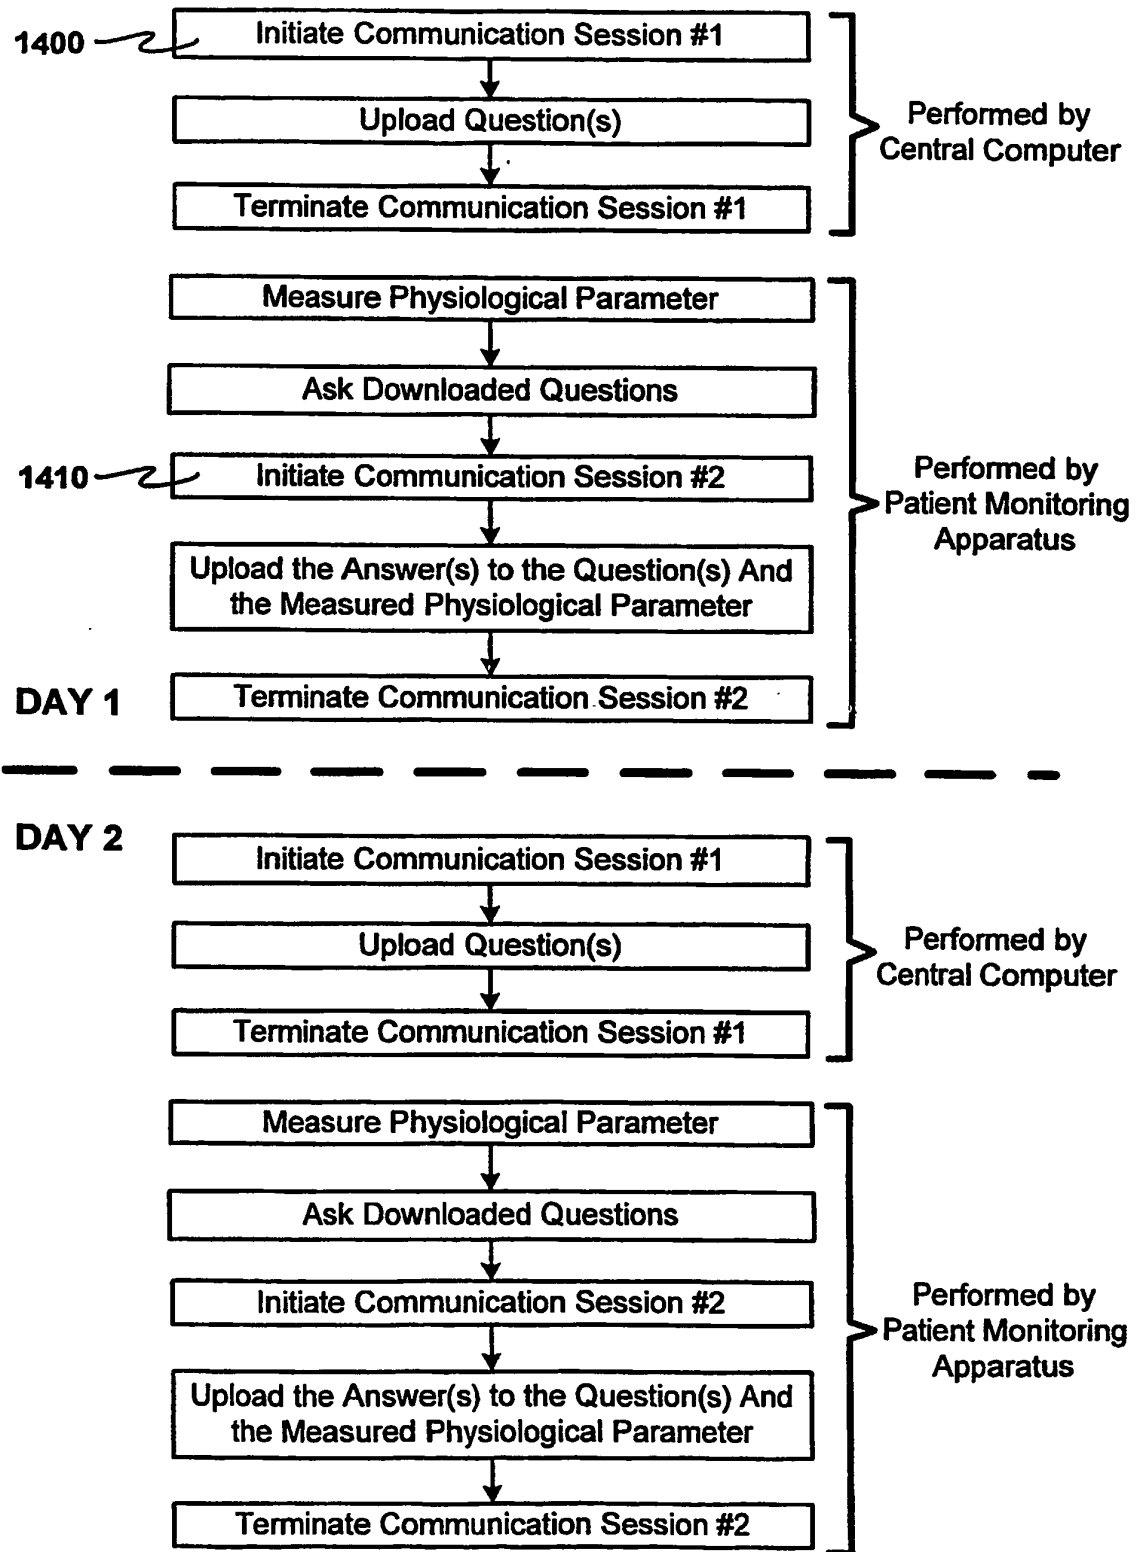 1400
Initiate Communication Session #1
Upload Question(s)
Terminate Communication Session #1
Performed by
Central Computer
Measure Physiological Parameter
Ask Downloaded Questions
1410
Initiate Communication Session #2
Upload the Answer(s) to the Question(s) And
the Measured Physiological Parameter
Terminate Communication Session #2
Performed by
Patient Monitoring
Apparatus
DAY 1
DAY 2
Initiate Communication Session #1
Upload Question(s)
Terminate Communication Session #1
Performed by
Central Computer
Measure Physiological Parameter
Ask Downloaded Questions
Initiate Communication Session #2
Upload the Answer(s) to the Question(s) And
the Measured Physiological Parameter
Terminate Communication Session #2
Performed by
Patient Monitoring
Apparatus